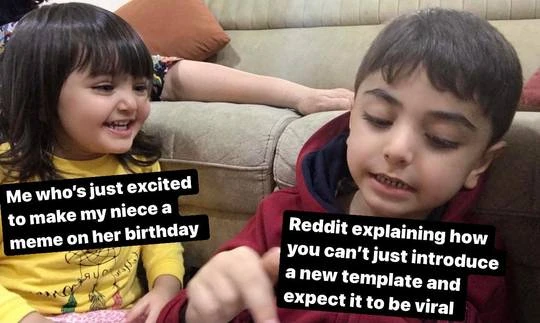 Me who's just excited
to make my niece a
meme on her birthday
Reddit explaining how
you can't just introduce
a new template and
expect it to be viral